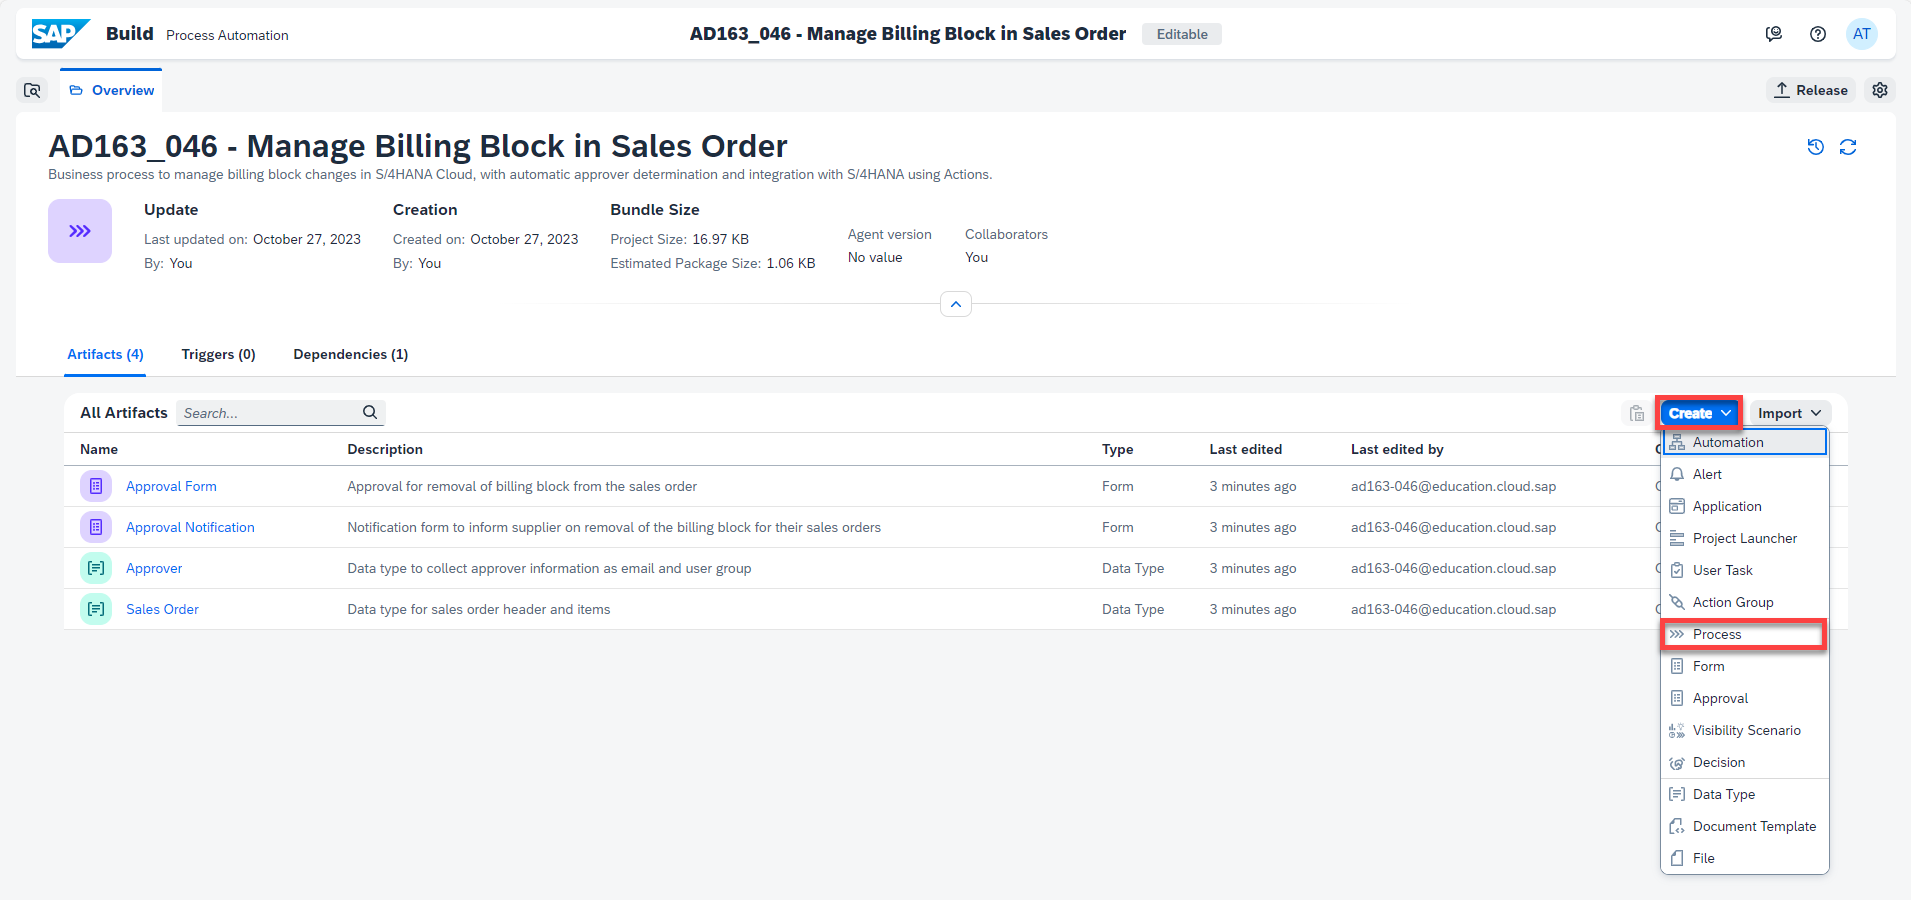 SAP Build Process Automation AD163_046 - Manage Billing Block in Sales Order Editable AT
Overview Release
AD163_046 - Manage Billing Block in Sales Order
Business process to manage billing block changes in S/4HANA Cloud, with automatic approver determination and integration with S/4HANA using Actions.
Update Creation Bundle Size
Last updated on: October 27, 2023 Created on: October 27, 2023 Project Size: 16.97 KB Agent version Collaborators
By: You By: You Estimated Package Size: 1.06 KB No value You
Artifacts (4) Triggers (0) Dependencies (1)
All Artifacts Search... Create Import
Name Description Type Last edited Last edited by
Approval Form Approval for removal of billing block from the sales order Form 3 minutes ago ad163-046@education.cloud.sap
Approval Notification Notification form to inform supplier on removal of the billing block for their sales orders Form 3 minutes ago ad163-046@education.cloud.sap
Approver Data type to collect approver information as email and user group Data Type 3 minutes ago ad163-046@education.cloud.sap
Sales Order Data type for sales order header and items Data Type 3 minutes ago ad163-046@education.cloud.sap
Automation
Alert
Application
Project Launcher
User Task
Action Group
Process
Form
Approval
Visibility Scenario
Decision
Data Type
Document Template
File